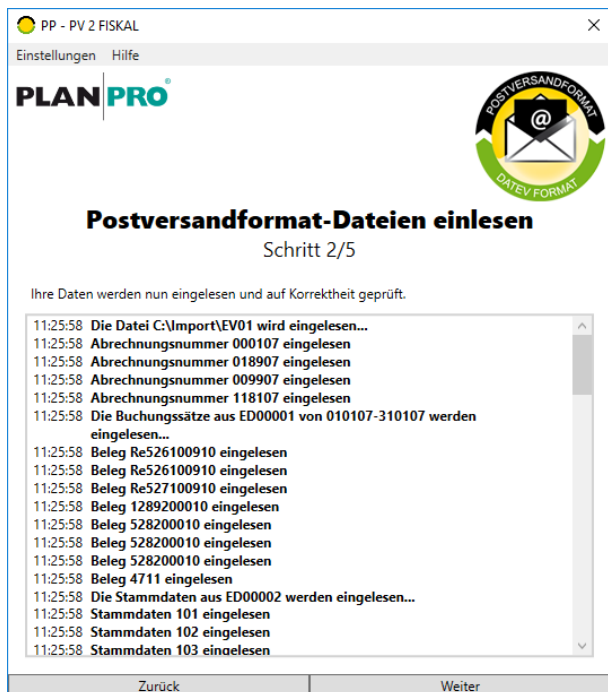 PP - PV 2 FISKAL
Einstellungen Hilfe
PLAN PRO®
POSTVERSANDFORMAT
@
DATEV FORMAT
Postversandformat-Dateien einlesen
Schritt 2/5
Ihre Daten werden nun eingelesen und auf Korrektheit geprüft.
11:25:58 Die Datei C:\Import\EV01 wird eingelesen...
11:25:58 Abrechnungsnummer 000107 eingelesen
11:25:58 Abrechnungsnummer 018907 eingelesen
11:25:58 Abrechnungsnummer 009907 eingelesen
11:25:58 Abrechnungsnummer 118107 eingelesen
11:25:58 Die Buchungssätze aus ED00001 von 010107-310107 werden
eingelesen...
11:25:58 Beleg Re526100910 eingelesen
11:25:58 Beleg Re526100910 eingelesen
11:25:58 Beleg Re527100910 eingelesen
11:25:58 Beleg 1289200010 eingelesen
11:25:58 Beleg 528200010 eingelesen
11:25:58 Beleg 528200010 eingelesen
11:25:58 Beleg 528200010 eingelesen
11:25:58 Beleg 4711 eingelesen
11:25:58 Die Stammdaten aus ED00002 werden eingelesen...
11:25:58 Stammdaten 101 eingelesen
11:25:58 Stammdaten 102 eingelesen
11:25:58 Stammdaten 103 eingelesen
Zurück Weiter